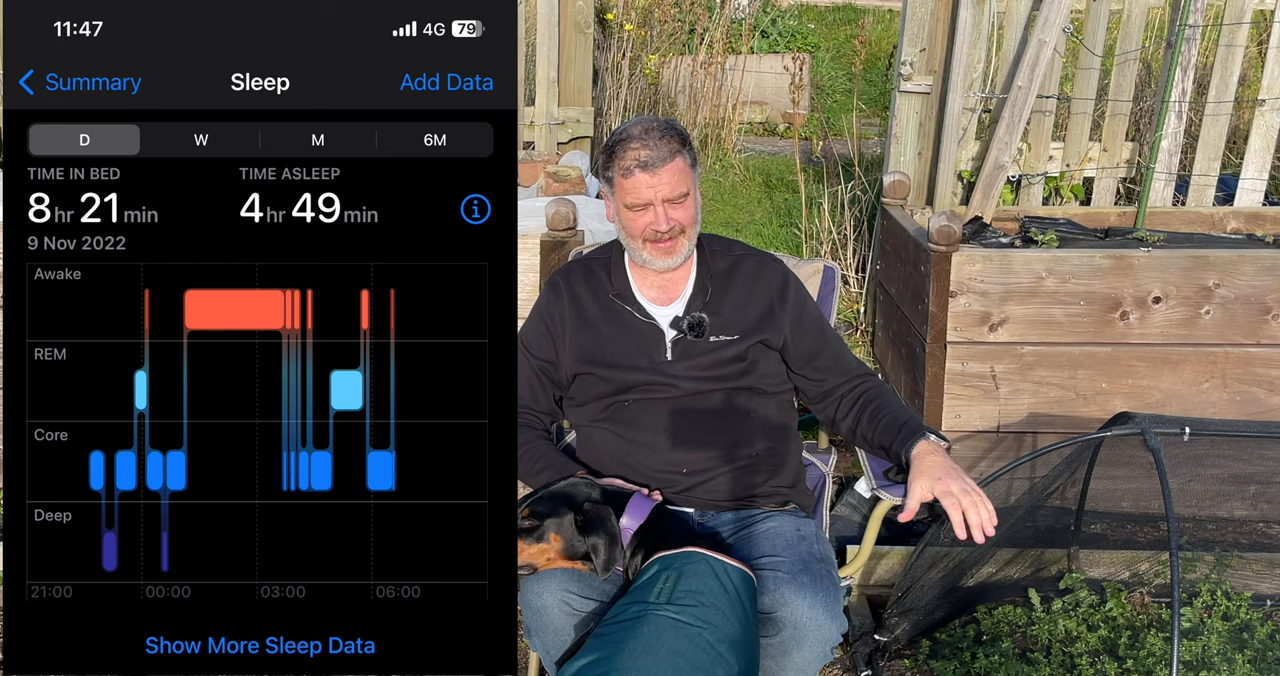 11:47
4G 79
Summary Sleep Add Data
D W M 6M
TIME IN BED TIME ASLEEP
8hr 21min 4hr 49min
9 Nov 2022
Awake
REM
Core
Deep
21:00 00:00 03:00 06:00
Show More Sleep Data